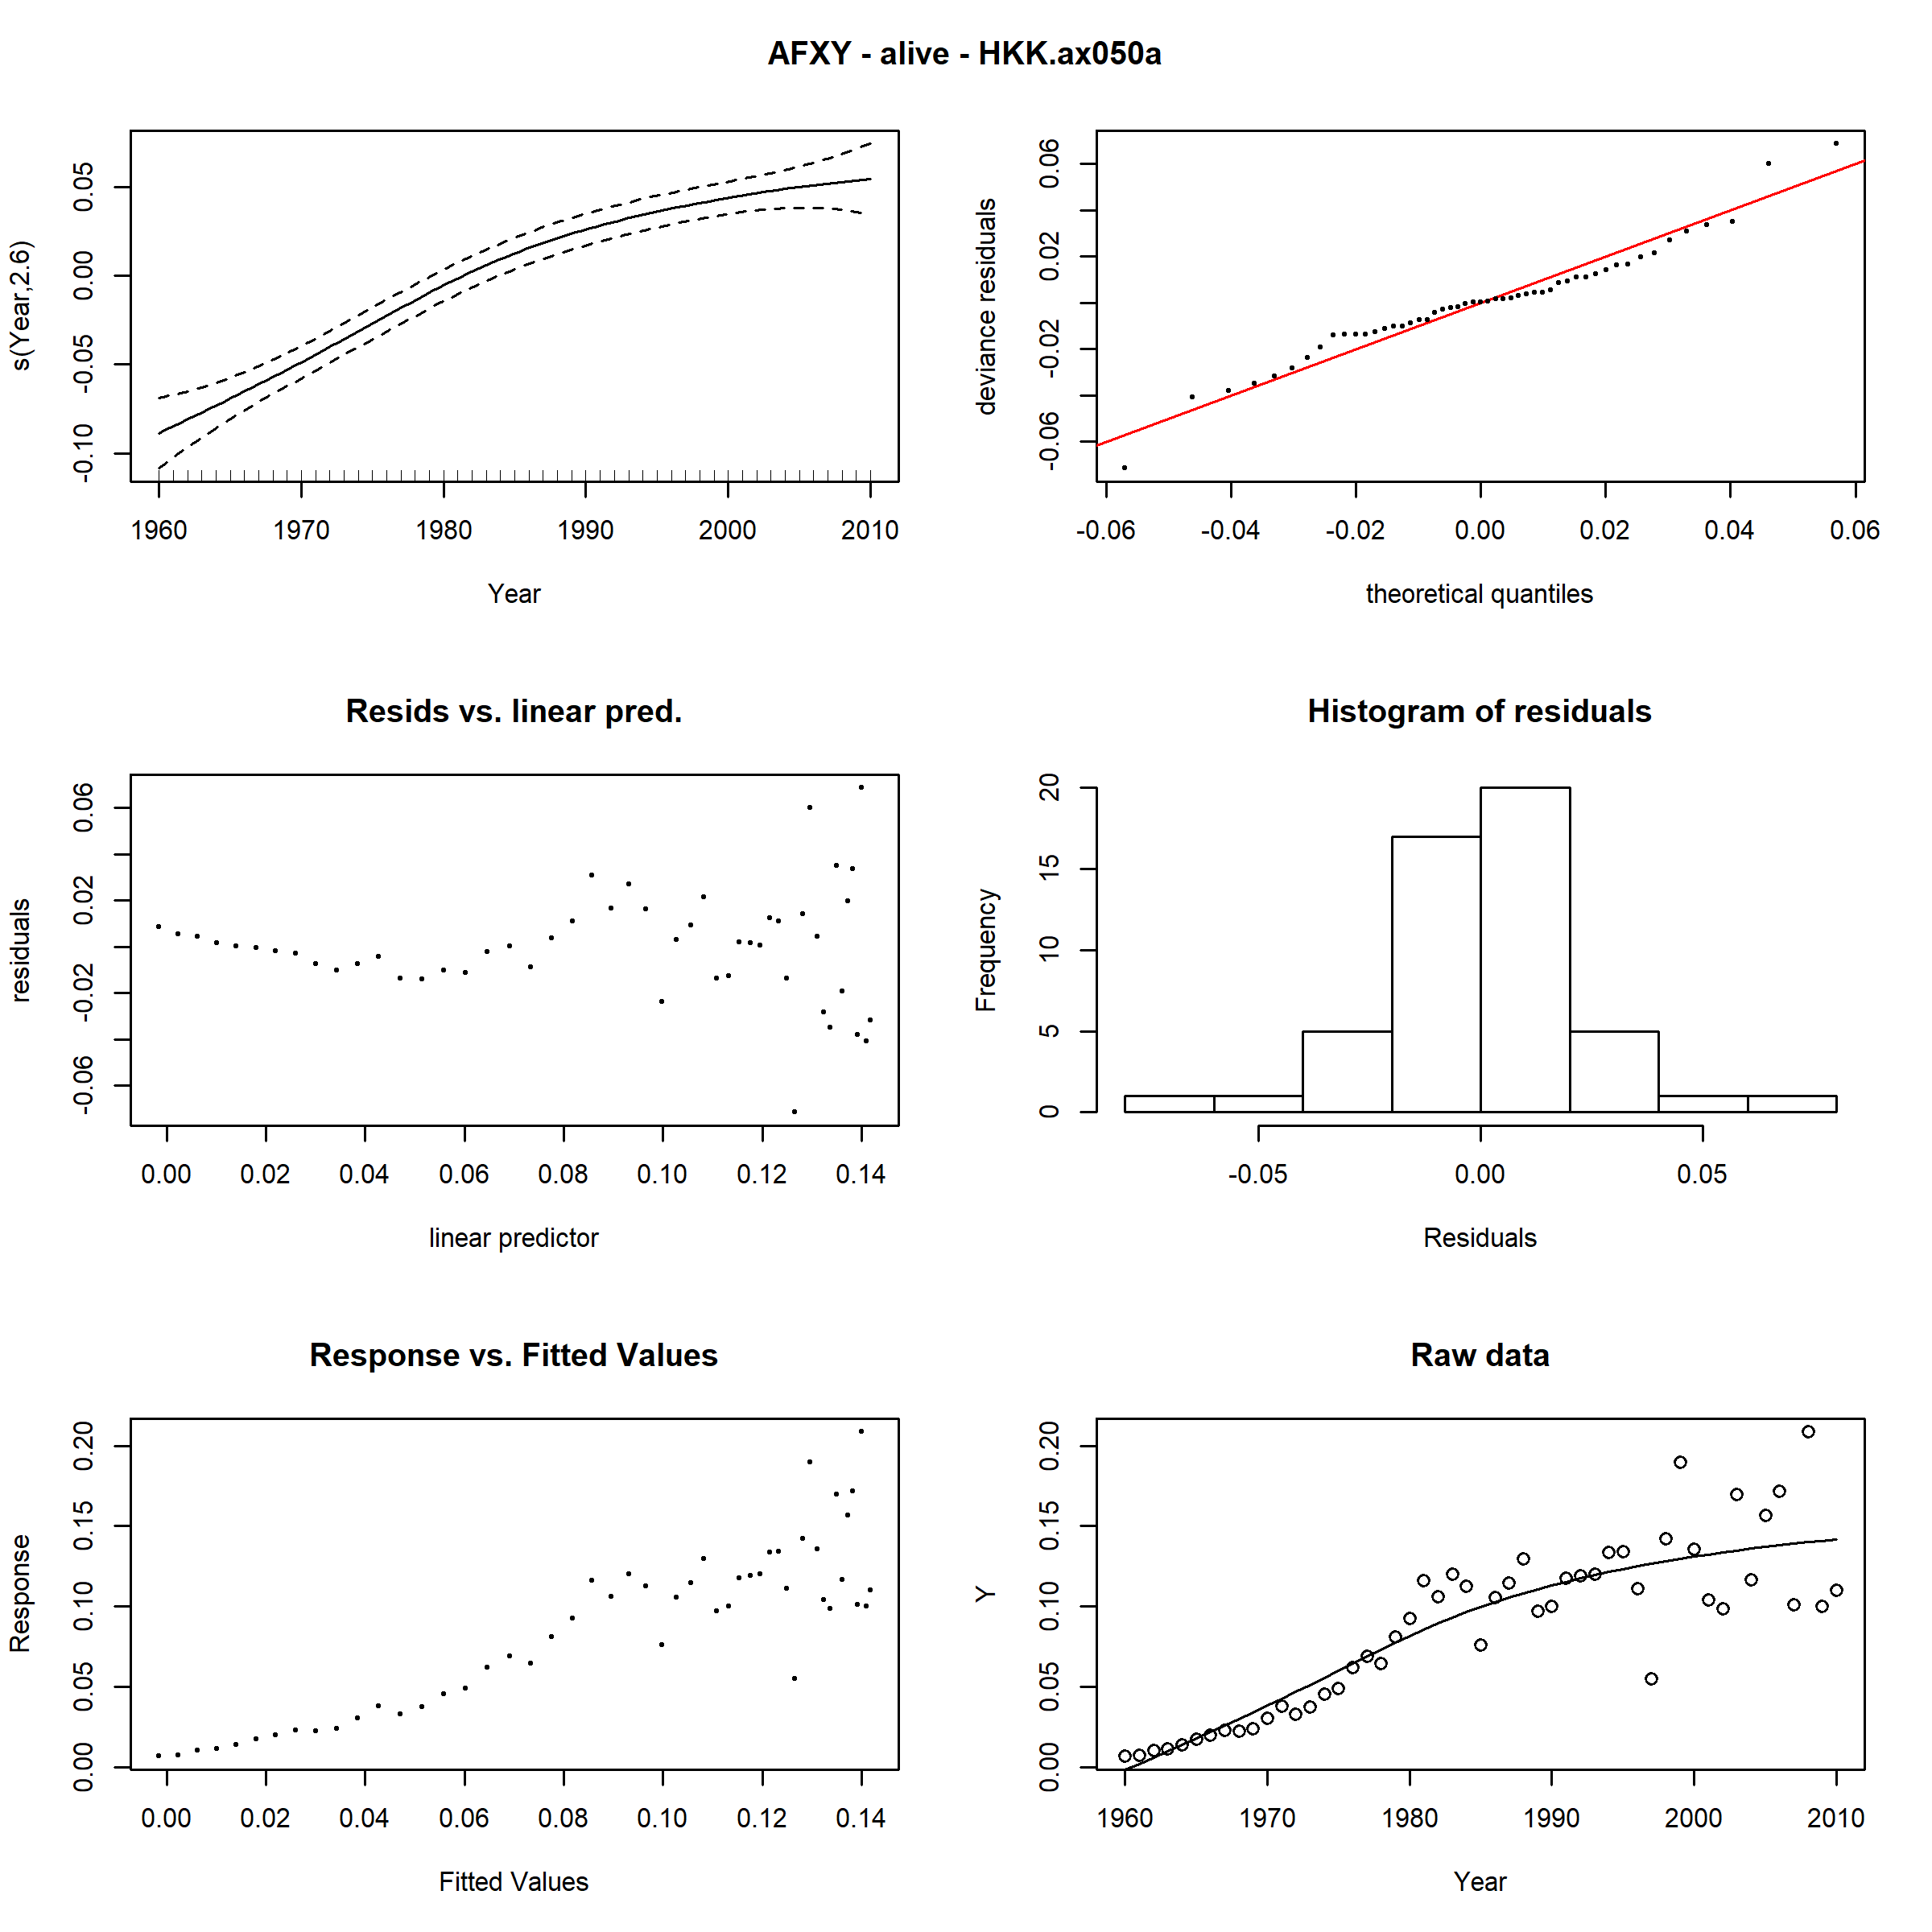 AFXY - alive - HKK.ax050a
s(Year,2.6)
0.05
0.00
-0.05
-0.10
1960 1970 1980 1990 2000 2010
Year
deviance residuals
0.06
0.02
-0.02
-0.06
-0.06 -0.04 -0.02 0.00 0.02 0.04 0.06
theoretical quantiles
Resids vs. linear pred.
residuals
0.06
0.02
-0.02
-0.06
0.00 0.02 0.04 0.06 0.08 0.10 0.12 0.14
linear predictor
Histogram of residuals
Frequency
20
15
10
5
0
-0.05 0.00 0.05
Residuals
Response vs. Fitted Values
Response
0.20
0.15
0.10
0.05
0.00
0.00 0.02 0.04 0.06 0.08 0.10 0.12 0.14
Fitted Values
Raw data
Y
0.20
0.15
0.10
0.05
0.00
1960 1970 1980 1990 2000 2010
Year